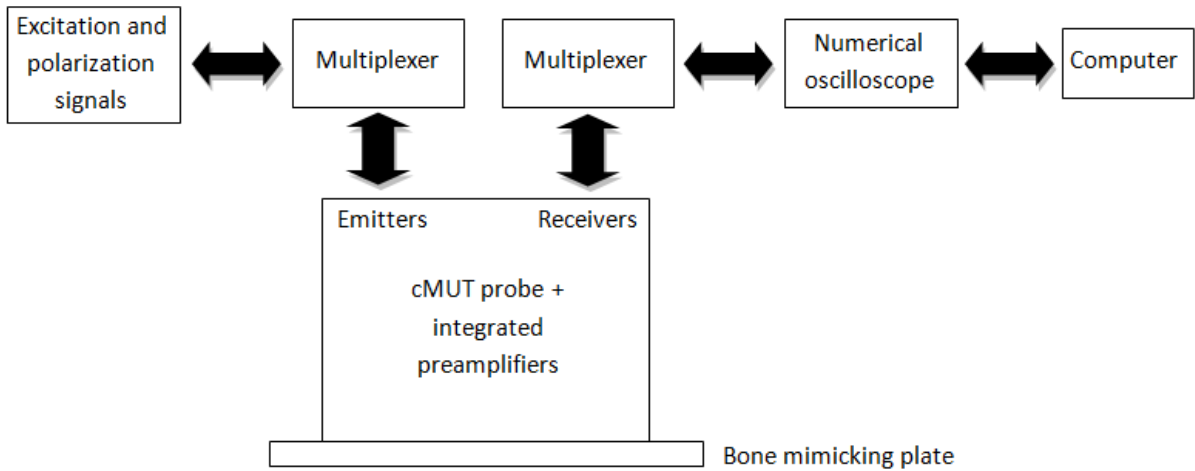 Excitation and
polarization
signals
Multiplexer
Multiplexer
Numerical
oscilloscope
Computer
Emitters
Receivers
cMUT probe +
integrated
preamplifiers
Bone mimicking plate